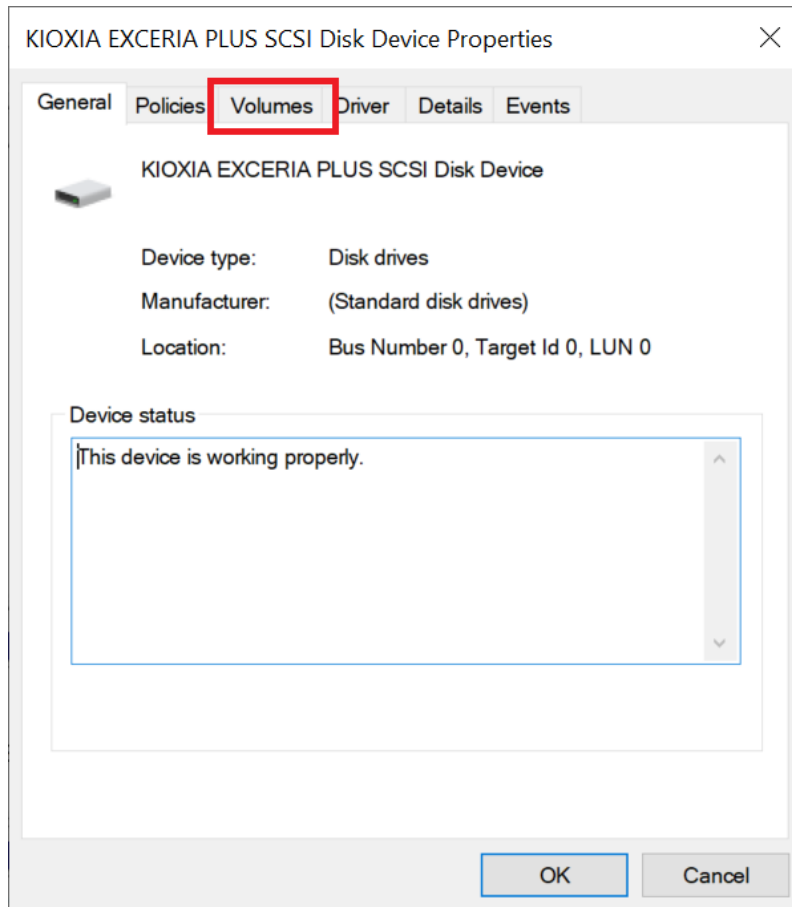 KIOXIA EXCERIA PLUS SCSI Disk Device Properties
General Policies Volumes Driver Details Events
KIOXIA EXCERIA PLUS SCSI Disk Device
Device type: Disk drives
Manufacturer: (Standard disk drives)
Location: Bus Number 0, Target Id 0, LUN 0
Device status
This device is working properly.
OK Cancel